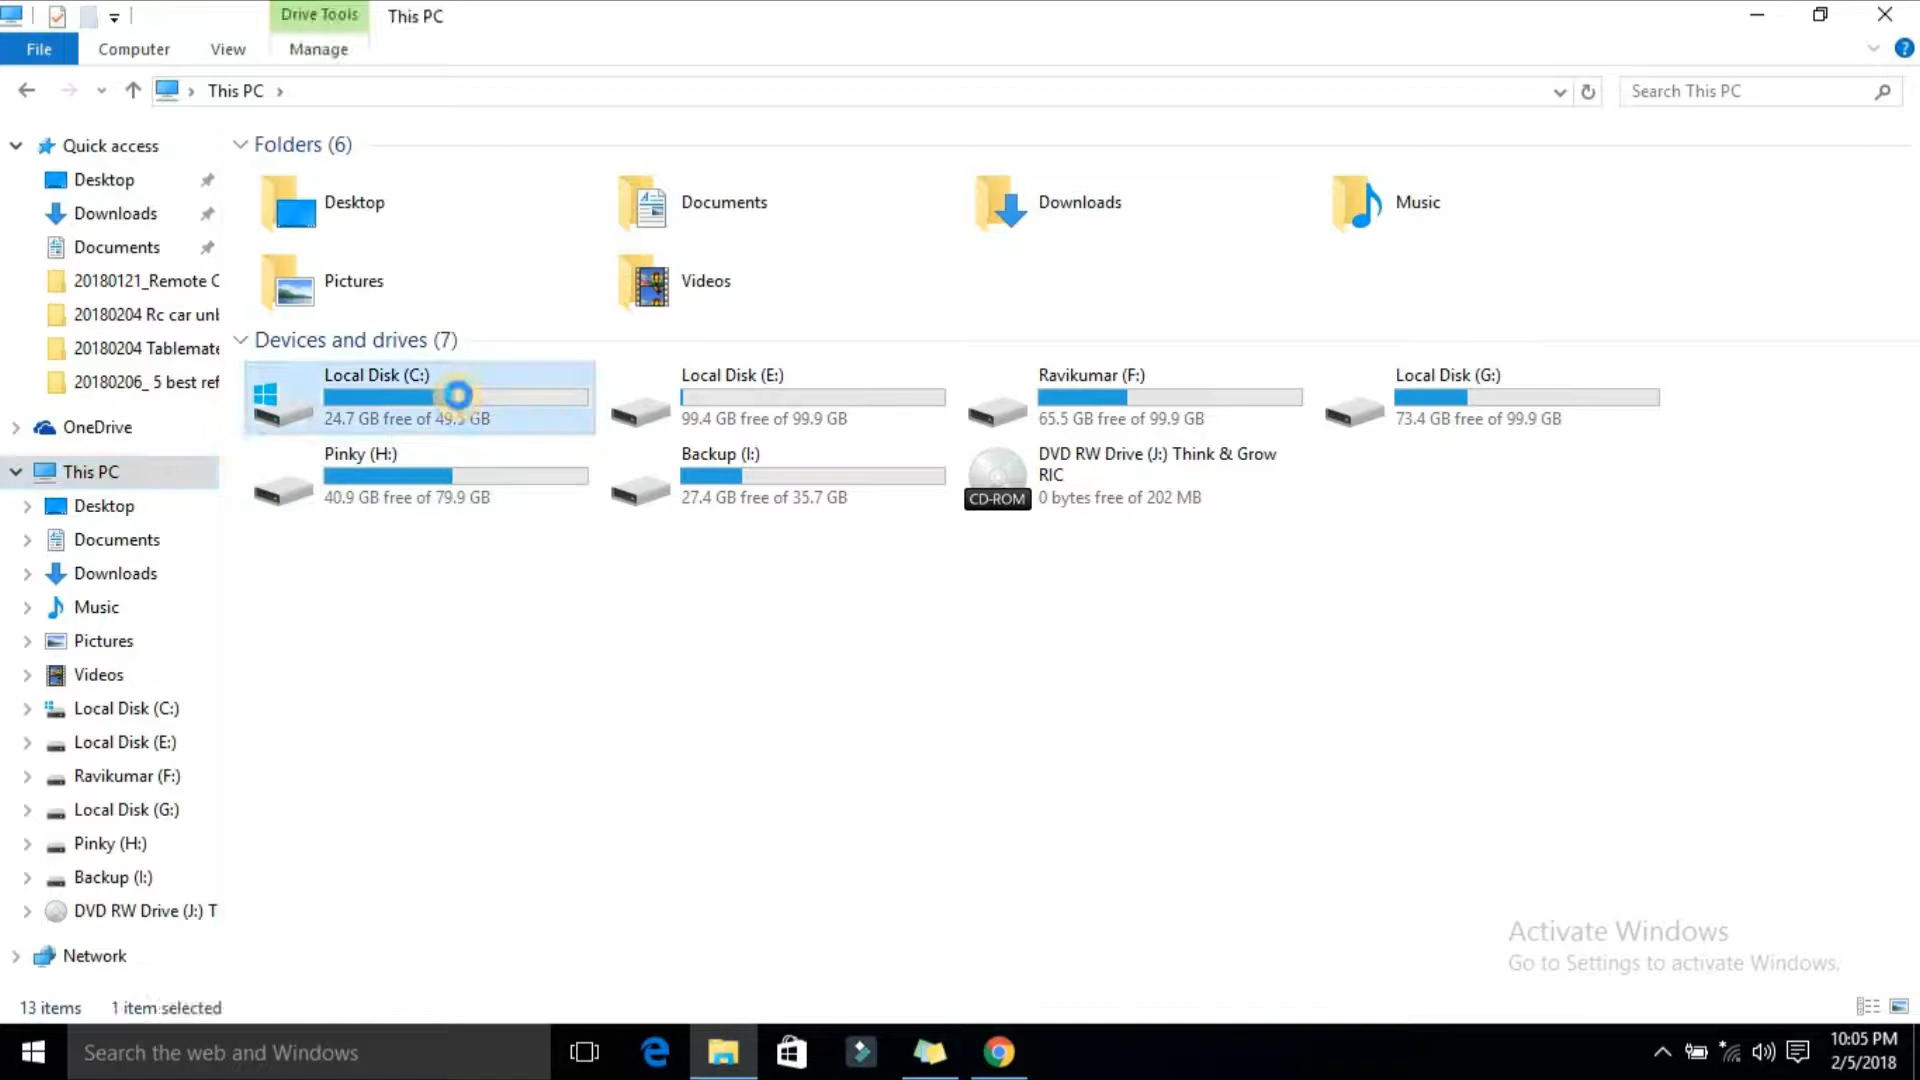 Drive Tools
This PC
File
Computer
View
Manage
This PC
Search This PC
Quick access
Desktop
Downloads
Documents
20180121_Remote C
20180204 Rc car unb
20180204 Tablemate
20180206_ 5 best ref
OneDrive
This PC
Desktop
Documents
Downloads
Music
Pictures
Videos
Local Disk (C:)
Local Disk (E:)
Ravikumar (F:)
Local Disk (G:)
Pinky (H:)
Backup (I:)
DVD RW Drive (J:) T
Network
Folders (6)
Desktop
Documents
Downloads
Music
Pictures
Videos
Devices and drives (7)
Local Disk (C:)
24.7 GB free of 49.5 GB
Local Disk (E:)
99.4 GB free of 99.9 GB
Ravikumar (F:)
65.5 GB free of 99.9 GB
Local Disk (G:)
73.4 GB free of 99.9 GB
Pinky (H:)
40.9 GB free of 79.9 GB
Backup (I:)
27.4 GB free of 35.7 GB
DVD RW Drive (J:) Think & Grow
RIC
CD-ROM
0 bytes free of 202 MB
Activate Windows
Go to Settings to activate Windows.
13 items
1 item selected
Search the web and Windows
10:05 PM
2/5/2018